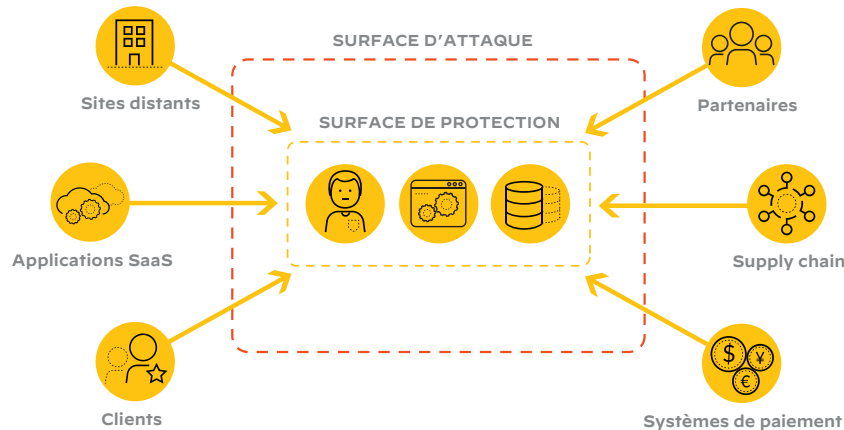 SURFACE D'ATTAQUE
Sites distants
Partenaires
SURFACE DE PROTECTION
Applications SaaS
Supply chain
Clients
Systèmes de paiement
$
¥
€